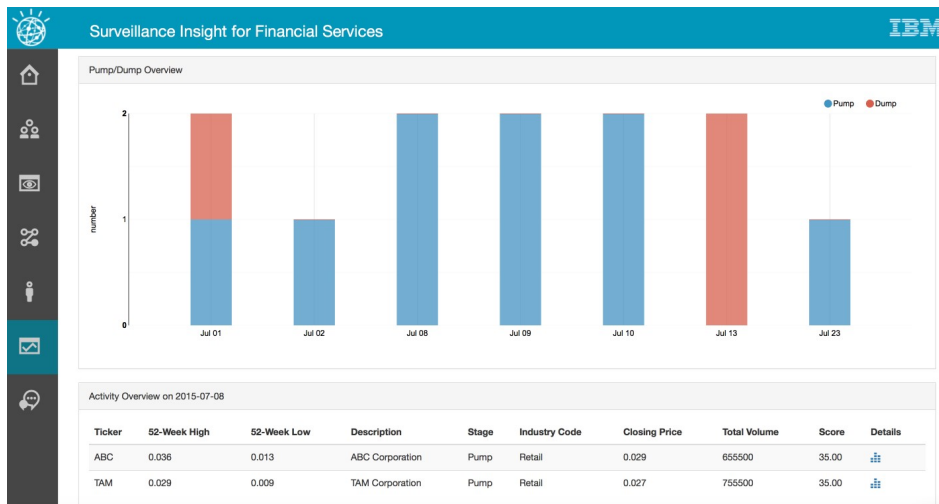 Surveillance Insight for Financial Services
IBM
Pump/Dump Overview
Pump Dump
2
1
0
number
Jul 01 Jul 02 Jul 08 Jul 09 Jul 10 Jul 13 Jul 23
Activity Overview on 2015-07-08
Ticker 52-Week High 52-Week Low Description Stage Industry Code Closing Price Total Volume Score Details
ABC 0.036 0.013 ABC Corporation Pump Retail 0.029 655500 35.00
TAM 0.029 0.009 TAM Corporation Pump Retail 0.027 755500 35.00